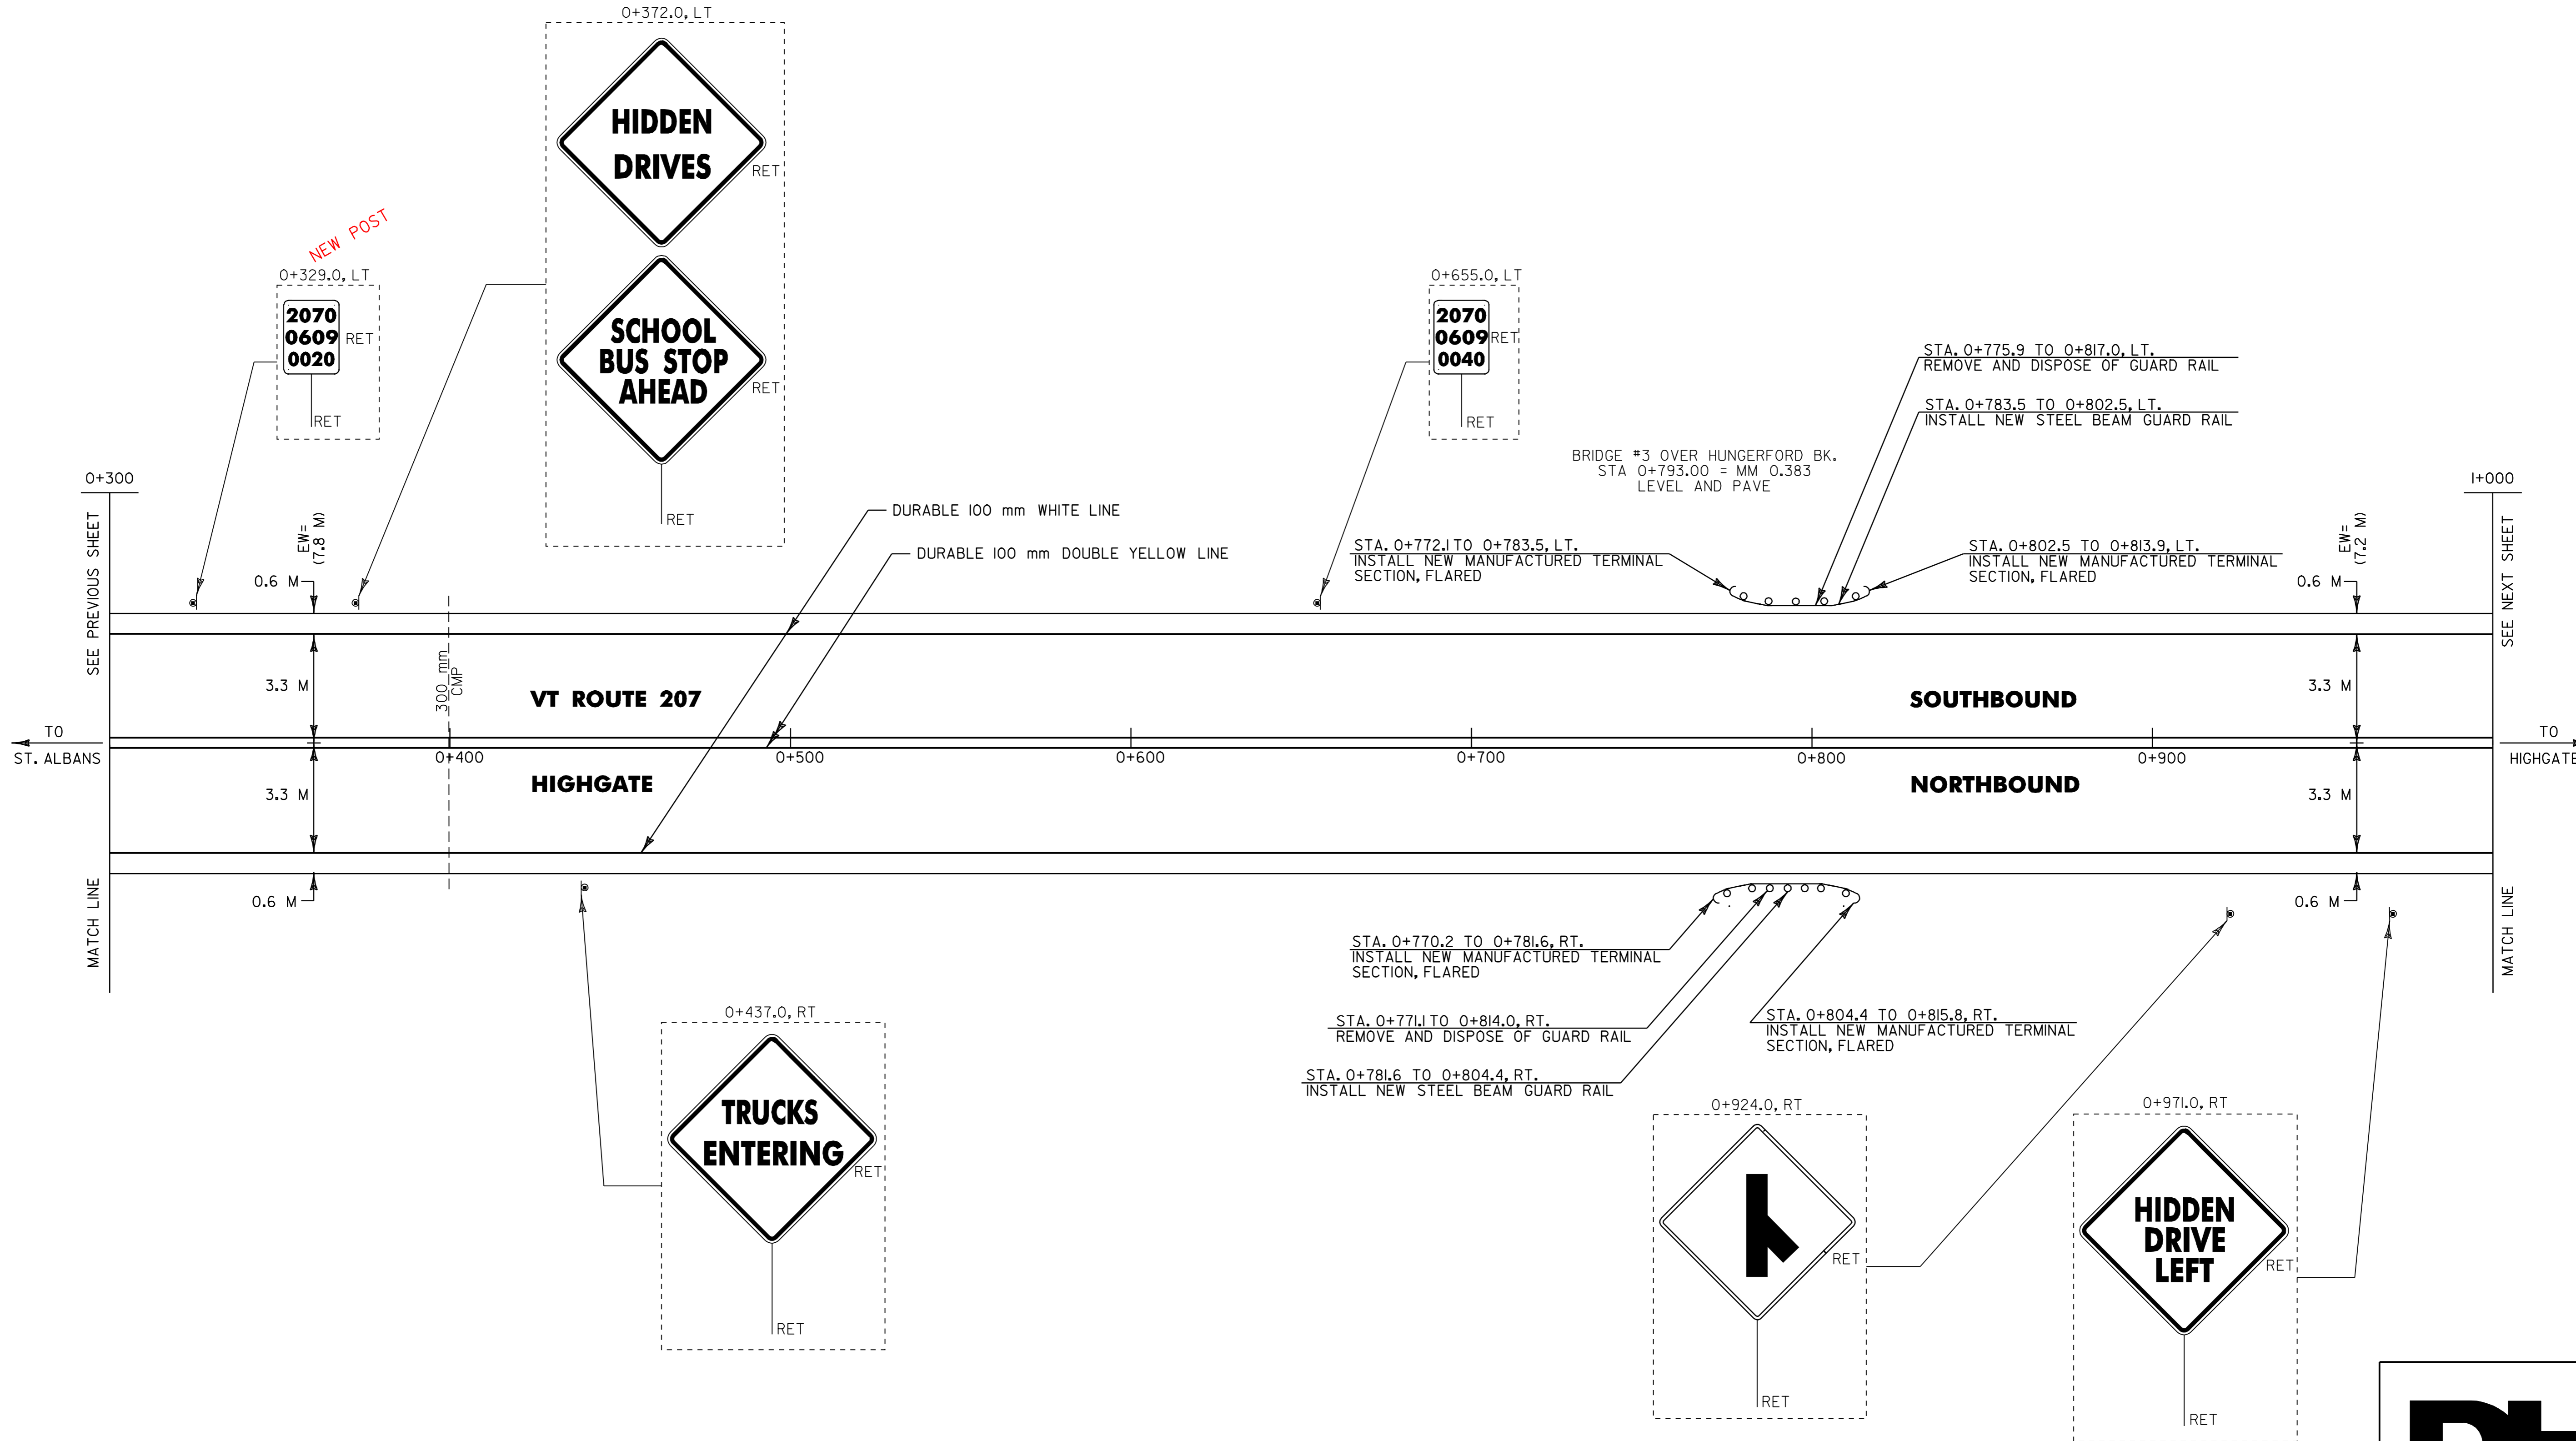 0+372.0, LT
HIDDEN
DRIVES
RET
SCHOOL
BUS STOP
AHEAD
RET
RET
NEW POST
0+329.0, LT
2070
0609
0020
RET
RET
0+655.0, LT
2070
0609
0040
RET
RET
STA. 0+775.9 TO 0+817.0, LT.
REMOVE AND DISPOSE OF GUARD RAIL
STA. 0+783.5 TO 0+802.5, LT.
INSTALL NEW STEEL BEAM GUARD RAIL
BRIDGE #3 OVER HUNGERFORD BK.
STA 0+793.00 = MM 0.383
LEVEL AND PAVE
0+300
1+000
SEE PREVIOUS SHEET
EW=
(7.8 M)
DURABLE 100 mm WHITE LINE
DURABLE 100 mm DOUBLE YELLOW LINE
STA. 0+772.1 TO 0+783.5, LT.
INSTALL NEW MANUFACTURED TERMINAL
SECTION, FLARED
STA. 0+802.5 TO 0+813.9, LT.
INSTALL NEW MANUFACTURED TERMINAL
SECTION, FLARED
EW=
(7.2 M)
SEE NEXT SHEET
0.6 M
0.6 M
3.3 M
300 mm
CMP
VT ROUTE 207
SOUTHBOUND
3.3 M
TO
ST. ALBANS
0+400
0+500
0+600
0+700
0+800
0+900
TO
HIGHGATE
3.3 M
HIGHGATE
NORTHBOUND
3.3 M
0.6 M
0.6 M
MATCH LINE
MATCH LINE
STA. 0+770.2 TO 0+781.6, RT.
INSTALL NEW MANUFACTURED TERMINAL
SECTION, FLARED
STA. 0+771.1 TO 0+814.0, RT.
REMOVE AND DISPOSE OF GUARD RAIL
STA. 0+804.4 TO 0+815.8, RT.
INSTALL NEW MANUFACTURED TERMINAL
SECTION, FLARED
STA. 0+781.6 TO 0+804.4, RT.
INSTALL NEW STEEL BEAM GUARD RAIL
0+437.0, RT
TRUCKS
ENTERING
RET
RET
0+924.0, RT
RET
RET
0+971.0, RT
HIDDEN
DRIVE
LEFT
RET
RET